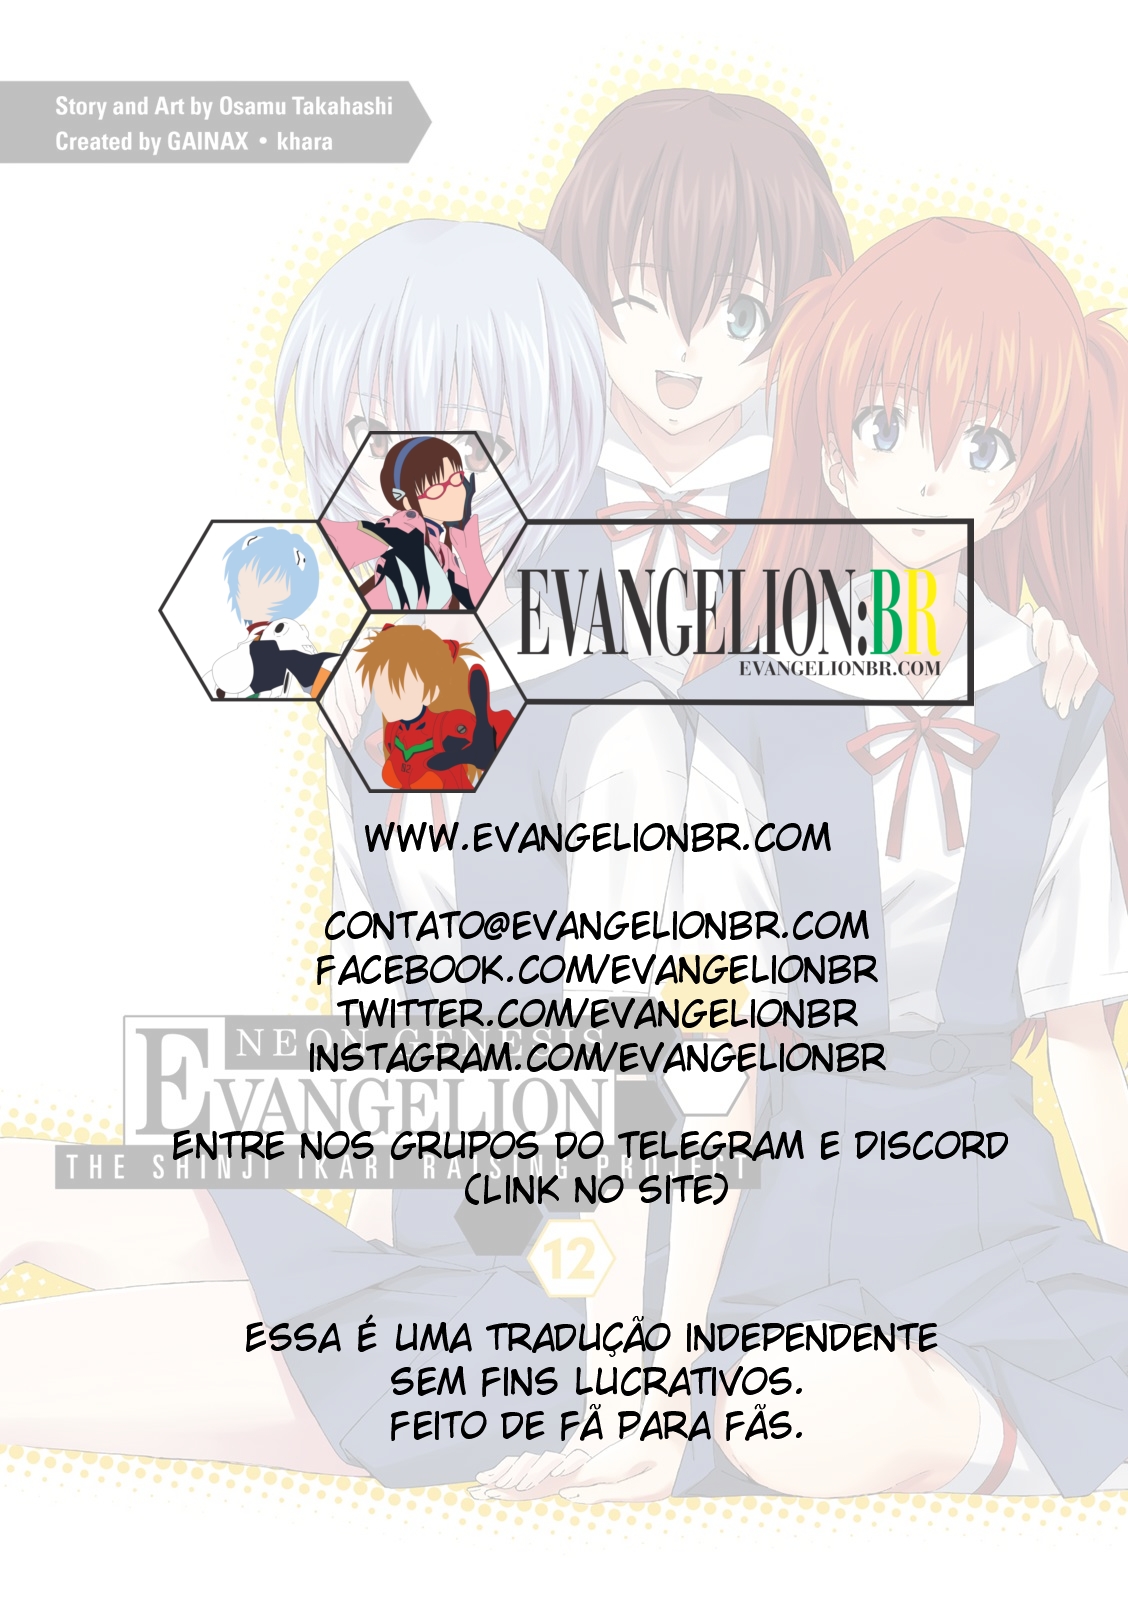 Story and Art by Osamu Takahashi
Created by GAINAX • khara
EVANGELION:BR
EVANGELIONBR.COM
WWW.EVANGELIONBR.COM
CONTATO@EVANGELIONBR.COM
FACEBOOK.COM/EVANGELIONBR
TWITTER.COM/EVANGELIONBR
INSTAGRAM.COM/EVANGELIONBR
NEON GENESIS
EVANGELION
THE SHINJI IKARI RAISING PROJECT
ENTRE NOS GRUPOS DO TELEGRAM E DISCORD
(LINK NO SITE)
12
ESSA É UMA TRADUÇÃO INDEPENDENTE
SEM FINS LUCRATIVOS.
FEITO DE FÃ PARA FÃS.